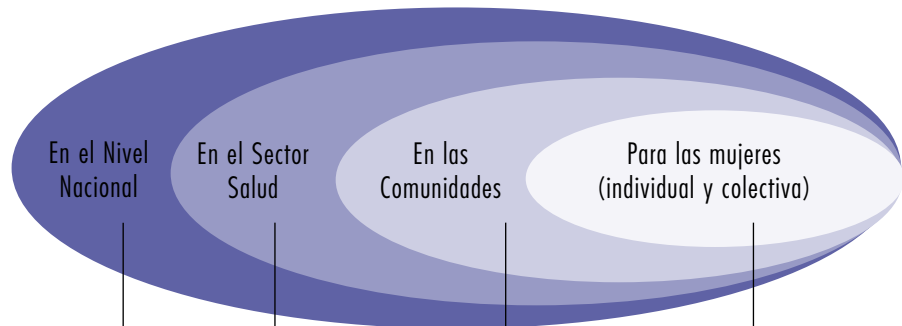 En el Nivel
Nacional
En el Sector
Salud
En las
Comunidades
Para las mujeres
(individual y colectiva)